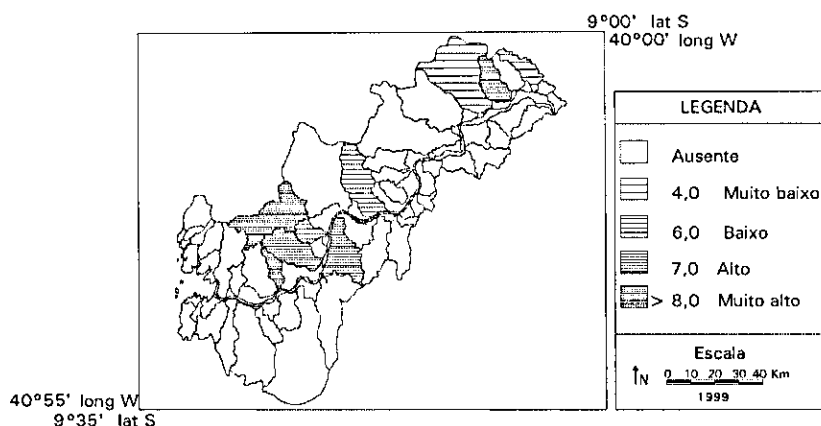 9°00' lat S
40°00' long W
LEGENDA
Ausente
4,0 Muito baixo
6,0 Baixo
7,0 Alto
> 8,0 Muito alto
Escala
N 0 10 20 30 40 Km
1999
40°55' long W
9°35' lat S